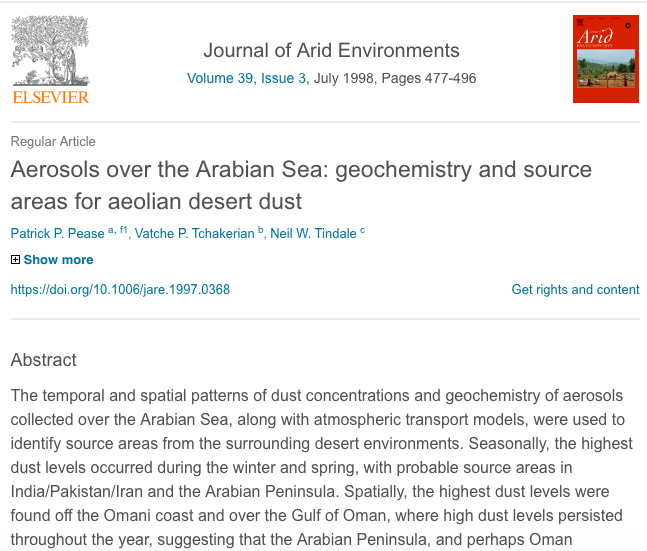 ELSEVIER
Journal of Arid Environments
Volume 39, Issue 3, July 1998, Pages 477-496
Arid
Regular Article
Aerosols over the Arabian Sea: geochemistry and source
areas for aeolian desert dust
Patrick P. Pease a, f1, Vatche P. Tchakerian b, Neil W. Tindale c
Show more
https://doi.org/10.1006/jare.1997.0368
Get rights and content
Abstract
The temporal and spatial patterns of dust concentrations and geochemistry of aerosols
collected over the Arabian Sea, along with atmospheric transport models, were used to
identify source areas from the surrounding desert environments. Seasonally, the highest
dust levels occurred during the winter and spring, with probable source areas in
India/Pakistan/Iran and the Arabian Peninsula. Spatially, the highest dust levels were
found off the Omani coast and over the Gulf of Oman, where high dust levels persisted
throughout the year, suggesting that the Arabian Peninsula, and perhaps Oman